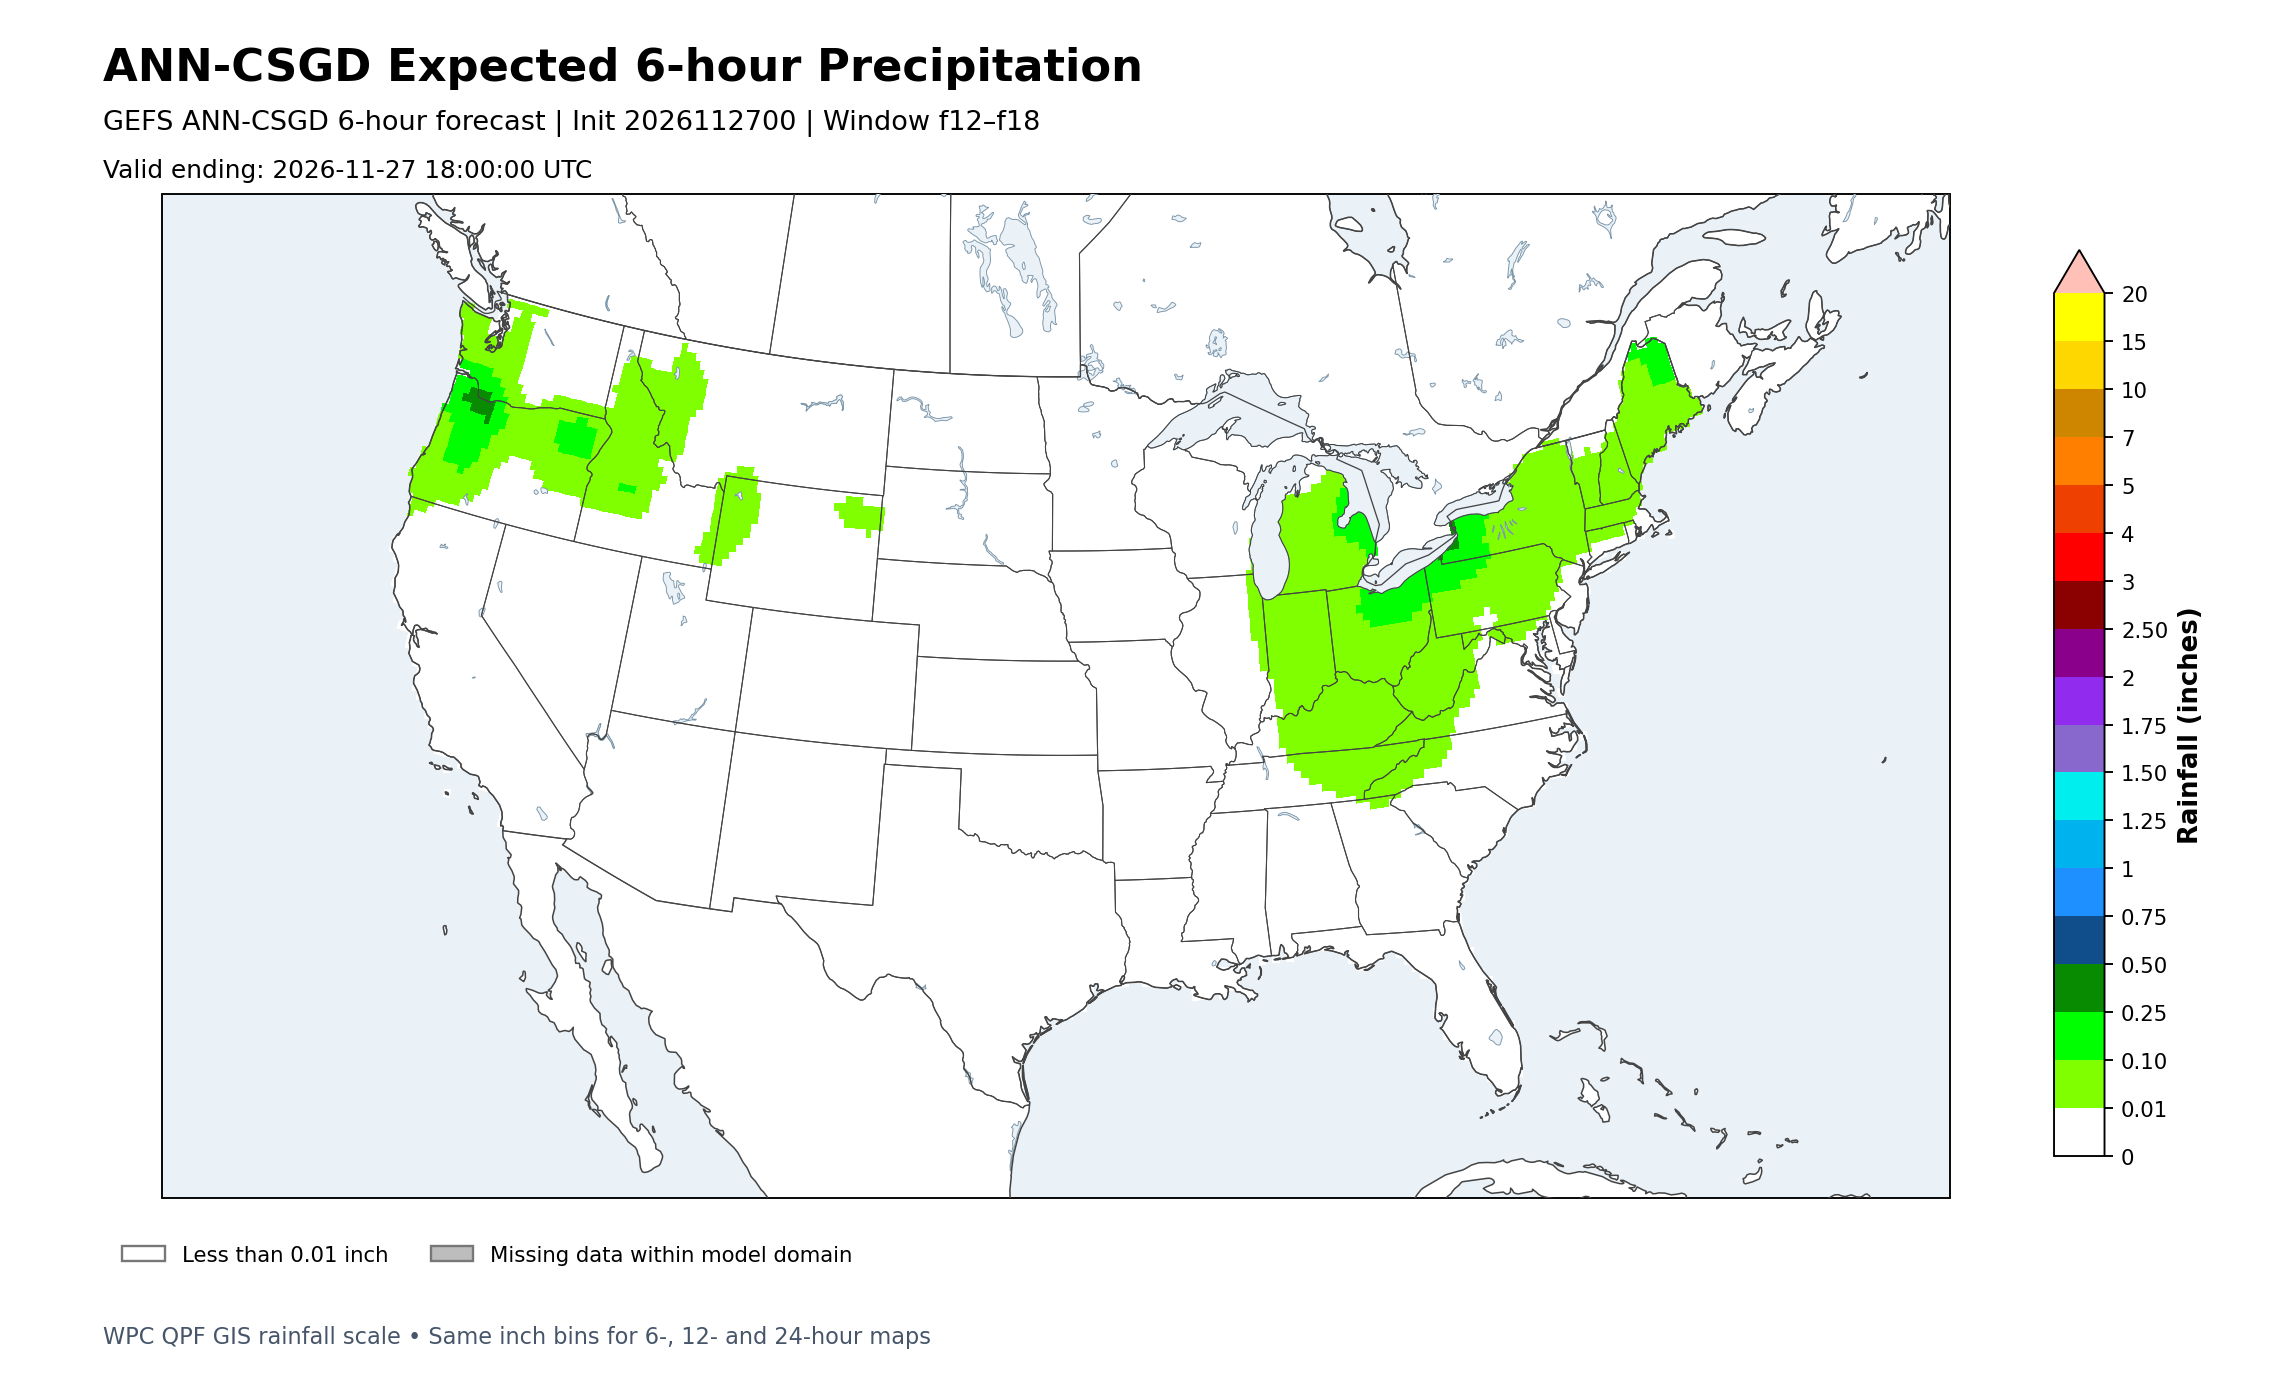 ANN-CSGD Expected 6-hour Precipitation
GEFS ANN-CSGD 6-hour forecast | Init 2026112700 | Window f12–f18
Valid ending: 2026-11-27 18:00:00 UTC
20
15
10
7
5
4
3
2.50
2
1.75
1.50
1.25
1
0.75
0.50
0.25
0.10
0.01
0
Rainfall (inches)
Less than 0.01 inch
Missing data within model domain
WPC QPF GIS rainfall scale • Same inch bins for 6-, 12- and 24-hour maps